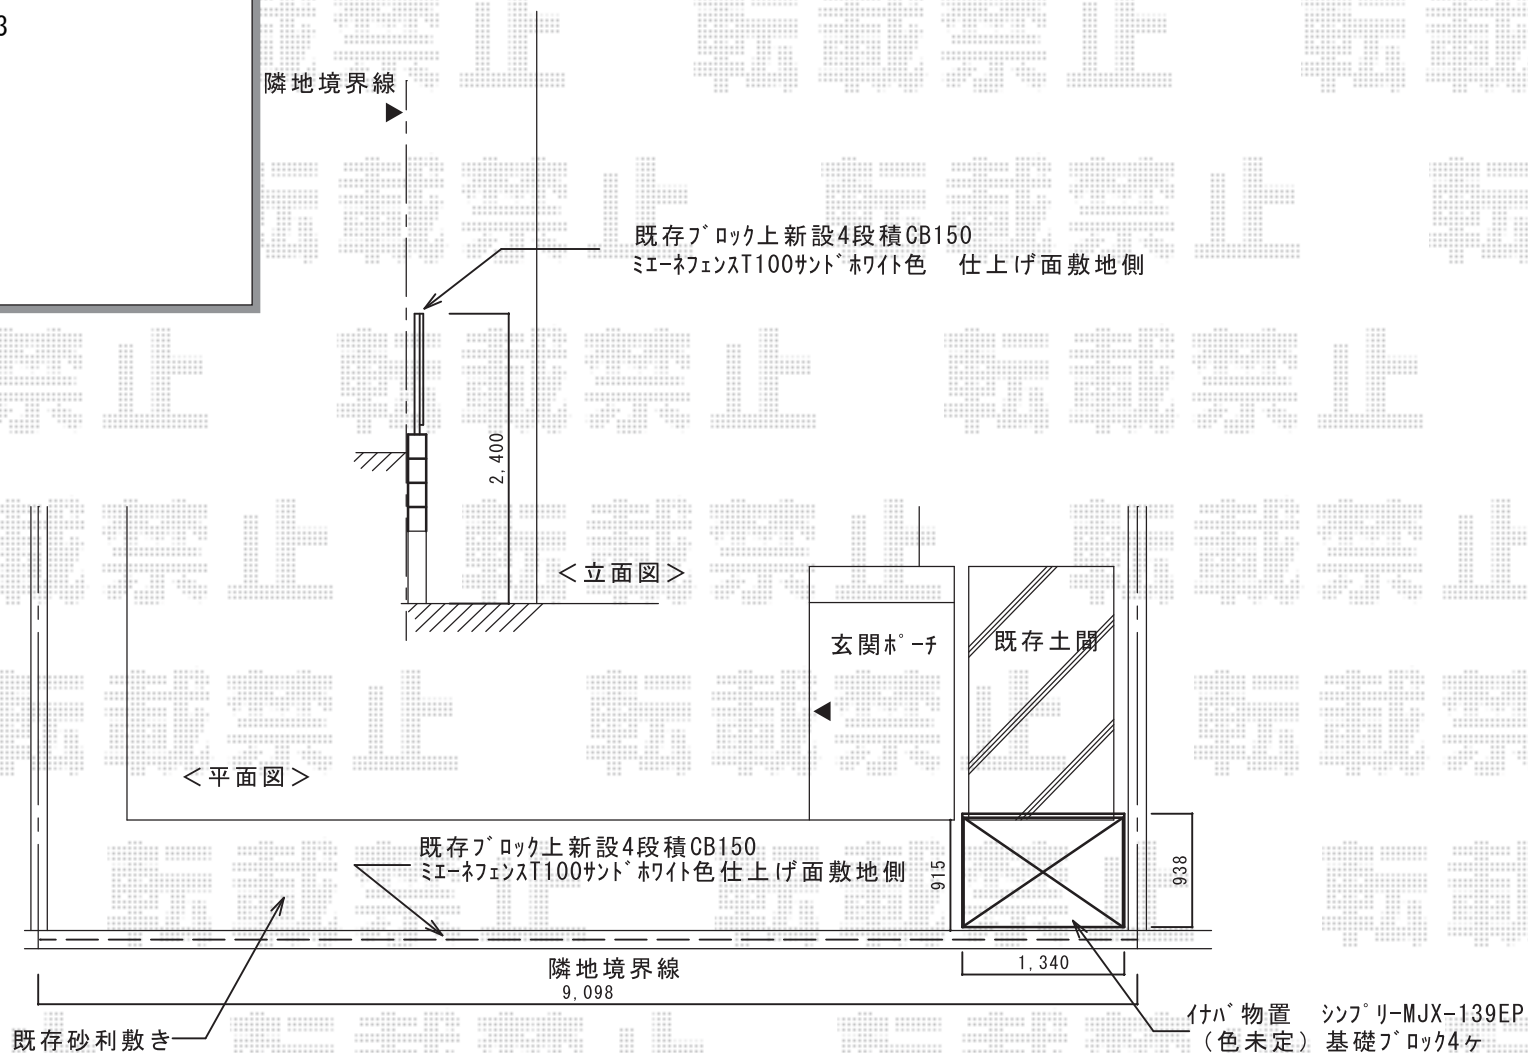 3
隣地境界線
既存ﾌﾞﾛｯｸ上新設4段積CB150
ﾐｴｰﾈﾌｪﾝｽT100ｻﾝﾄﾞﾎﾜｲﾄ色　仕上げ面敷地側
2,400
＜立面図＞
玄関ﾎﾟｰﾁ
既存土間
＜平面図＞
既存ﾌﾞﾛｯｸ上新設4段積CB150
ﾐｴｰﾈﾌｪﾝｽT100ｻﾝﾄﾞﾎﾜｲﾄ色仕上げ面敷地側
915
938
隣地境界線
1,340
9,098
既存砂利敷き
ｲﾅﾊﾞ物置　ｼﾝﾌﾟﾘｰMJX-139EP
（色未定）基礎ﾌﾞﾛｯｸ4ヶ
転載禁止